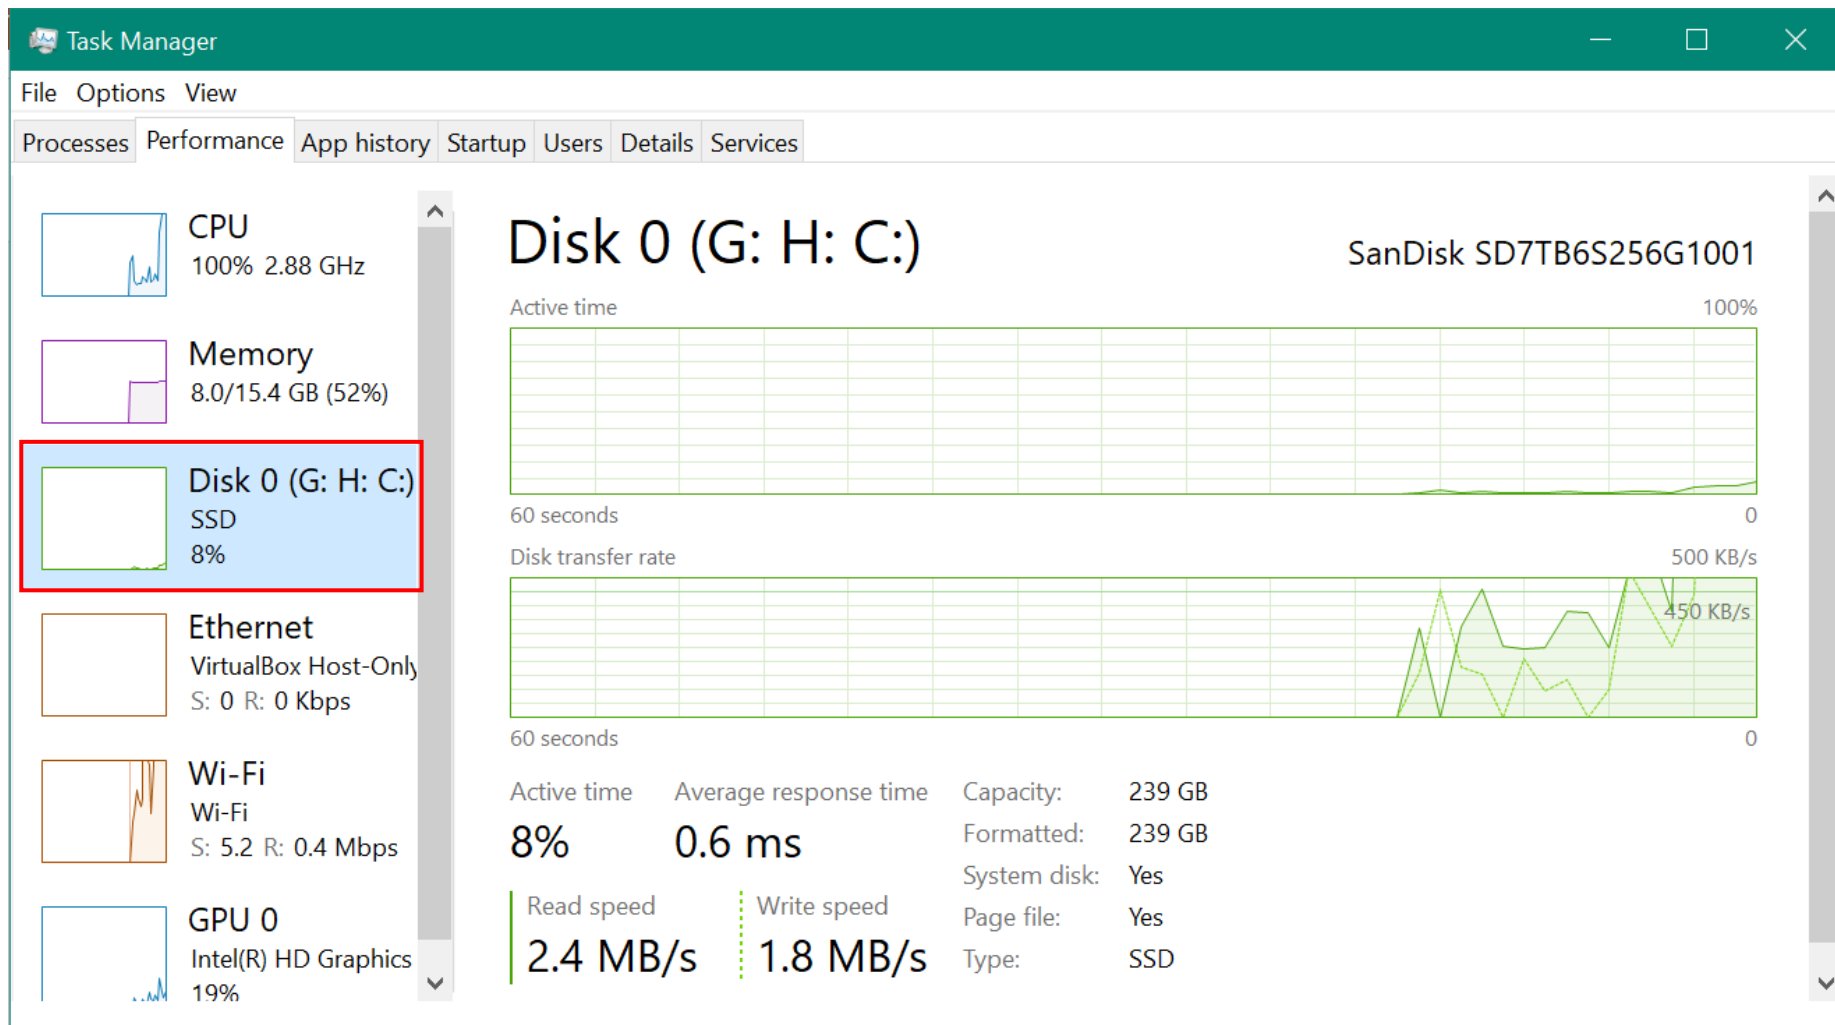 Task Manager
File Options View
Processes Performance App history Startup Users Details Services
CPU
100% 2.88 GHz
Memory
8.0/15.4 GB (52%)
Disk 0 (G: H: C:)
SSD
8%
Ethernet
VirtualBox Host-Only
S: 0 R: 0 Kbps
Wi-Fi
Wi-Fi
S: 5.2 R: 0.4 Mbps
GPU 0
Intel(R) HD Graphics
19%
Disk 0 (G: H: C:)
SanDisk SD7TB6S256G1001
Active time 100%
60 seconds 0
Disk transfer rate 500 KB/s
450 KB/s
60 seconds 0
Active time
8%
Average response time
0.6 ms
Read speed
2.4 MB/s
Write speed
1.8 MB/s
Capacity: 239 GB
Formatted: 239 GB
System disk: Yes
Page file: Yes
Type: SSD